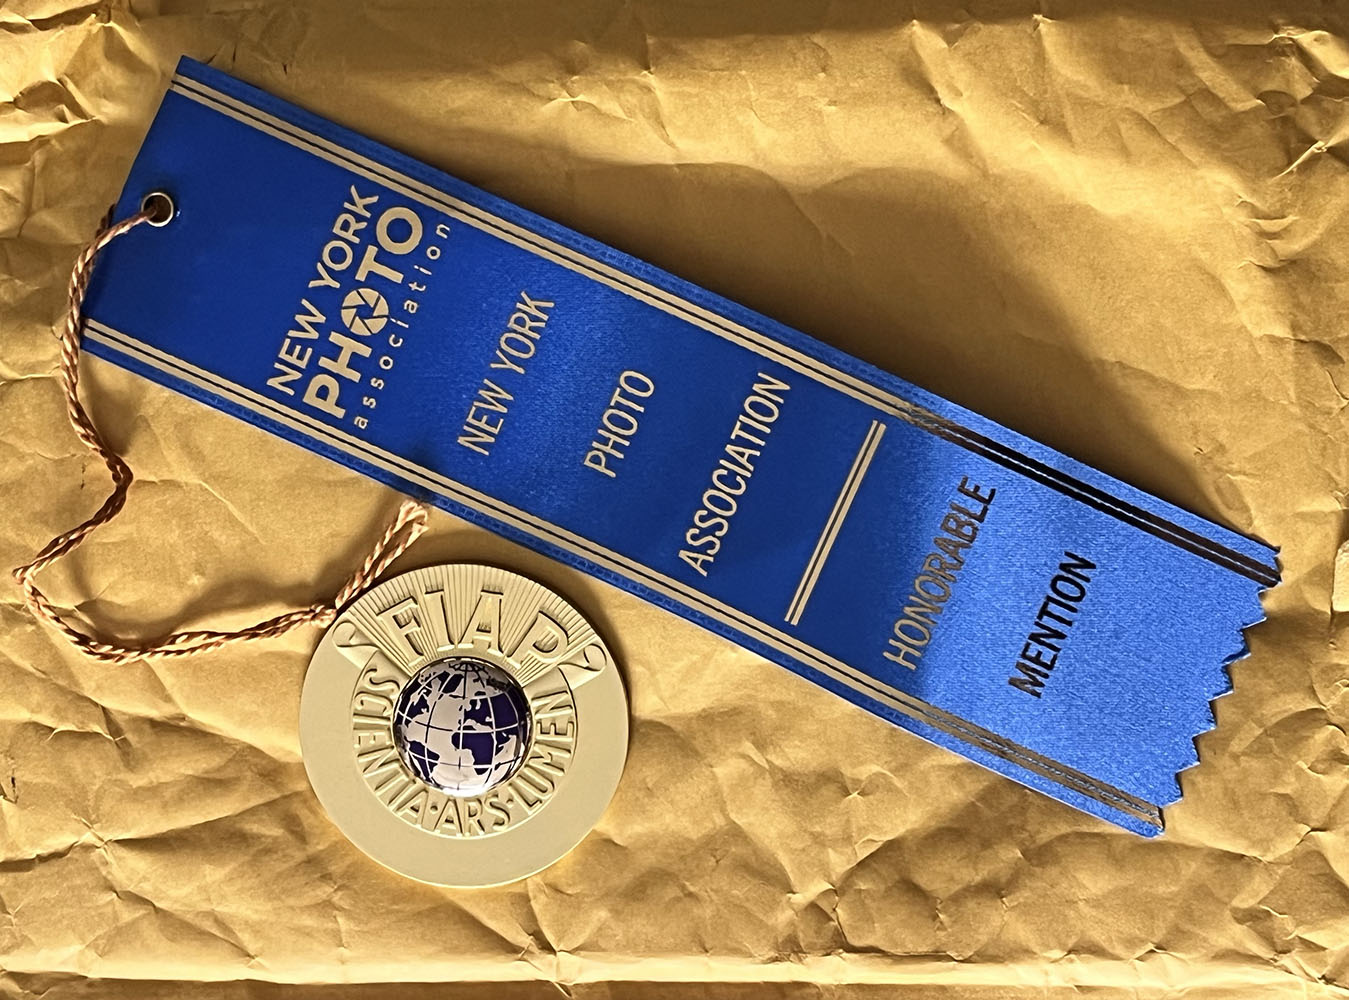 NEW YORK
PHOTO
association
NEW YORK
PHOTO
ASSOCIATION
HONORABLE
MENTION
FIAP
SCIENTIA·ARS·LUMEN